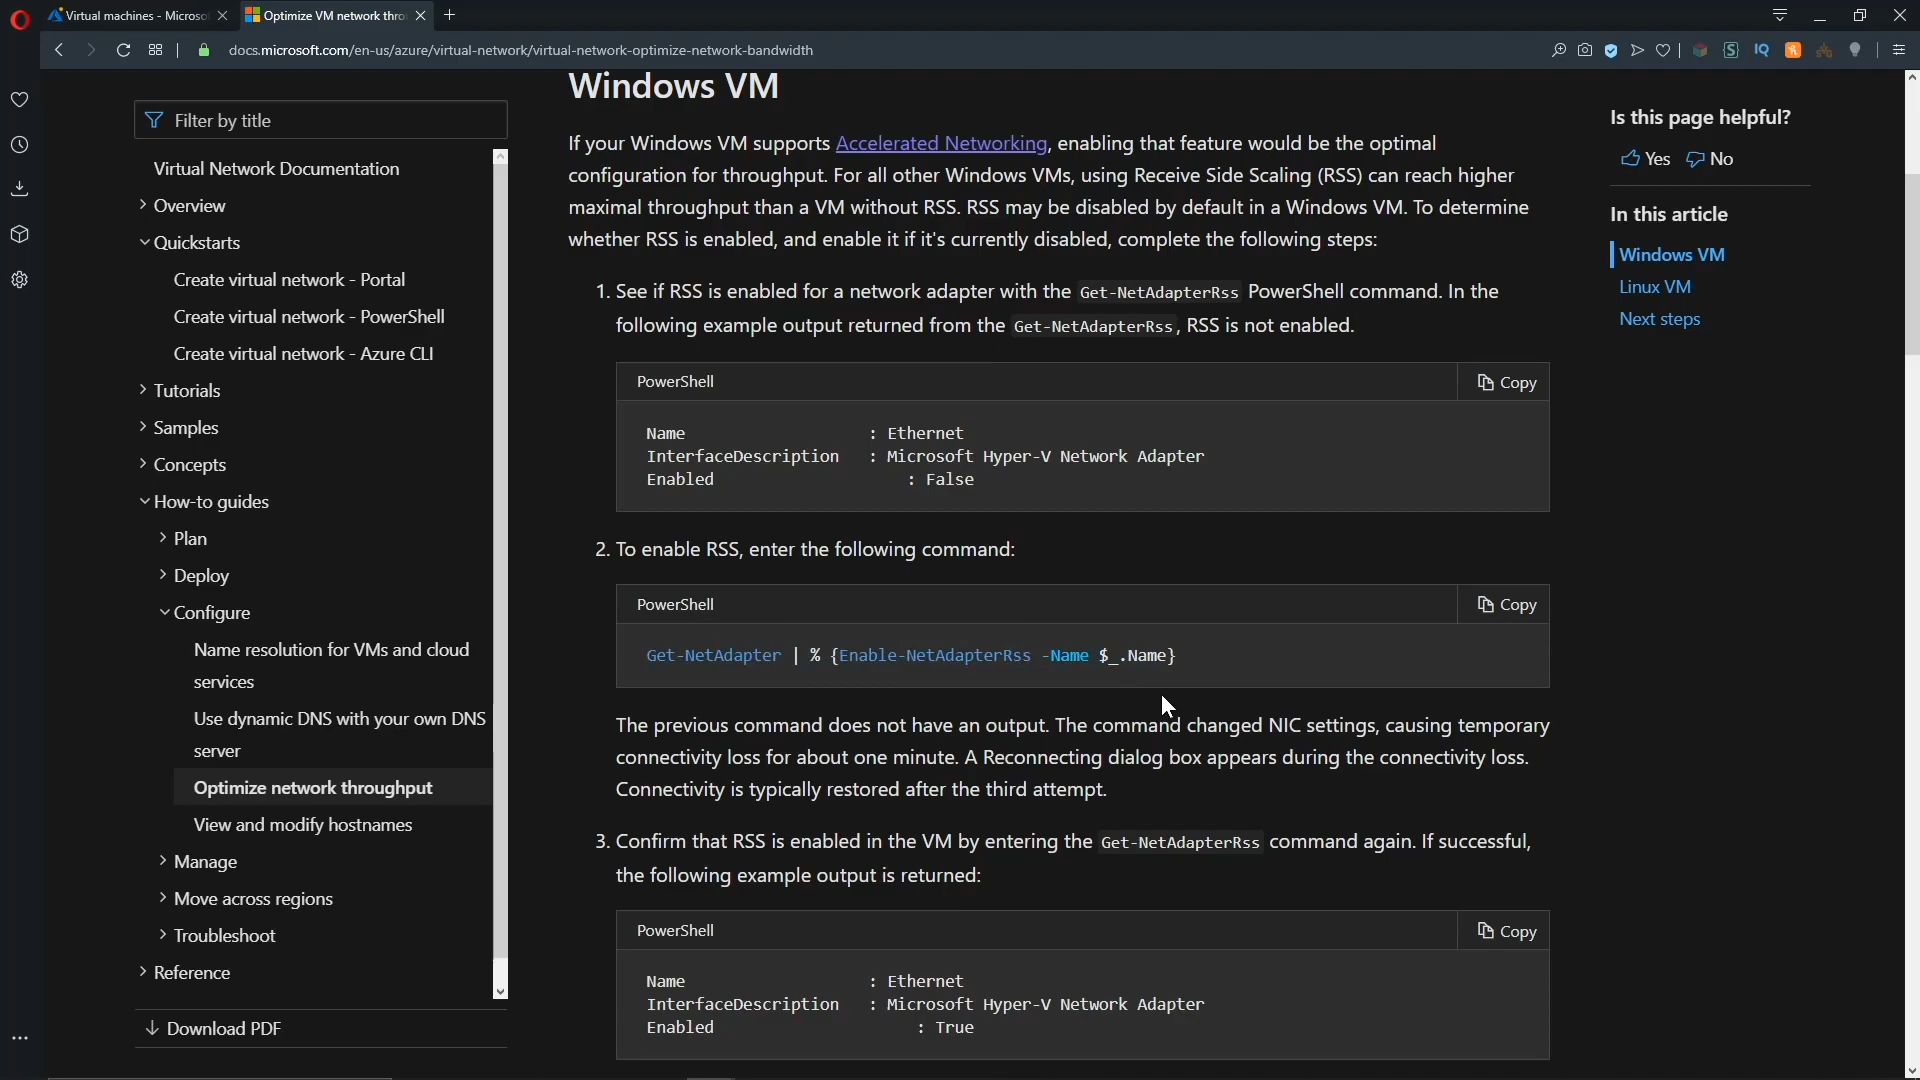 Virtual machines - Microso
Optimize VM network thro
docs.microsoft.com/en-us/azure/virtual-network/virtual-network-optimize-network-bandwidth
IQ
Filter by title
Virtual Network Documentation
Overview
Quickstarts
Create virtual network - Portal
Create virtual network - PowerShell
Create virtual network - Azure CLI
Tutorials
Samples
Concepts
How-to guides
Plan
Deploy
Configure
Name resolution for VMs and cloud
services
Use dynamic DNS with your own DNS
server
Optimize network throughput
View and modify hostnames
Manage
Move across regions
Troubleshoot
Reference
Download PDF
Windows VM
If your Windows VM supports Accelerated Networking, enabling that feature would be the optimal
configuration for throughput. For all other Windows VMs, using Receive Side Scaling (RSS) can reach higher
maximal throughput than a VM without RSS. RSS may be disabled by default in a Windows VM. To determine
whether RSS is enabled, and enable it if it's currently disabled, complete the following steps:
1. See if RSS is enabled for a network adapter with the Get-NetAdapterRss PowerShell command. In the
following example output returned from the Get-NetAdapterRss, RSS is not enabled.
PowerShell
Copy
Name : Ethernet
InterfaceDescription : Microsoft Hyper-V Network Adapter
Enabled : False
2. To enable RSS, enter the following command:
PowerShell
Copy
Get-NetAdapter | % {Enable-NetAdapterRss -Name $_.Name}
The previous command does not have an output. The command changed NIC settings, causing temporary
connectivity loss for about one minute. A Reconnecting dialog box appears during the connectivity loss.
Connectivity is typically restored after the third attempt.
3. Confirm that RSS is enabled in the VM by entering the Get-NetAdapterRss command again. If successful,
the following example output is returned:
PowerShell
Copy
Name : Ethernet
InterfaceDescription : Microsoft Hyper-V Network Adapter
Enabled : True
Is this page helpful?
Yes No
In this article
Windows VM
Linux VM
Next steps